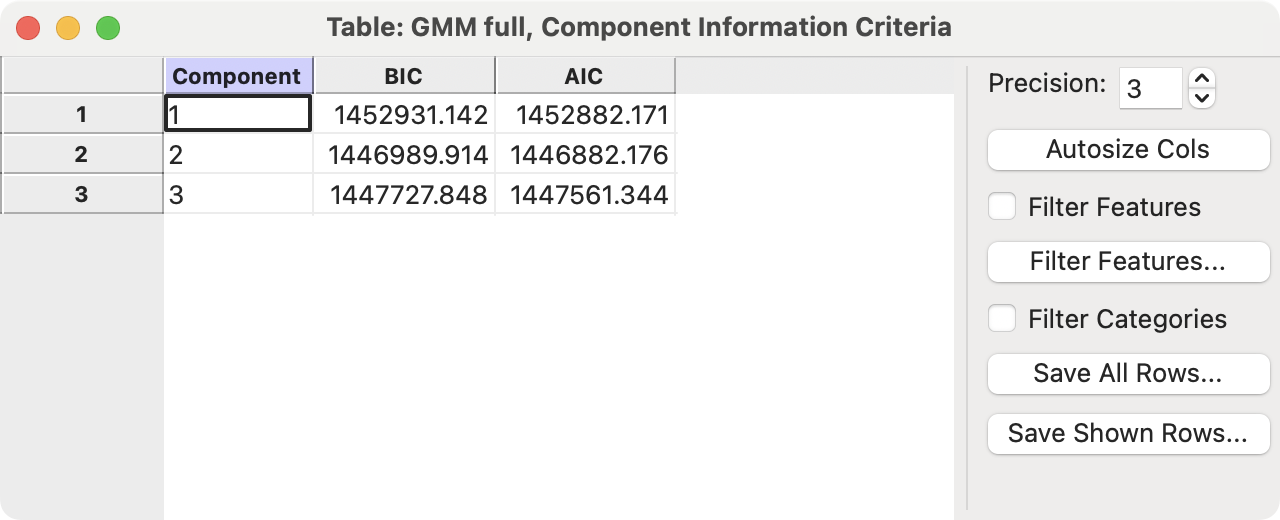 Table: GMM full, Component Information Criteria
Component BIC AIC
1 1 1452931.142 1452882.171
2 2 1446989.914 1446882.176
3 3 1447727.848 1447561.344
Precision: 3
Autosize Cols
Filter Features
Filter Features...
Filter Categories
Save All Rows...
Save Shown Rows...